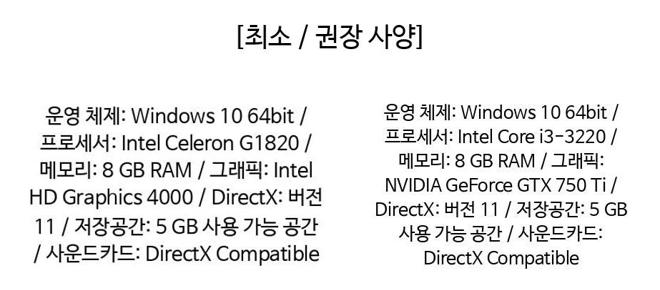 [최소 / 권장 사양]
운영 체제: Windows 10 64bit /
프로세서: Intel Celeron G1820 /
메모리: 8 GB RAM / 그래픽: Intel
HD Graphics 4000 / DirectX: 버전
11 / 저장공간: 5 GB 사용 가능 공간
/ 사운드카드: DirectX Compatible
운영 체제: Windows 10 64bit /
프로세서: Intel Core i3-3220 /
메모리: 8 GB RAM / 그래픽:
NVIDIA GeForce GTX 750 Ti /
DirectX: 버전 11 / 저장공간: 5 GB
사용 가능 공간 / 사운드카드:
DirectX Compatible